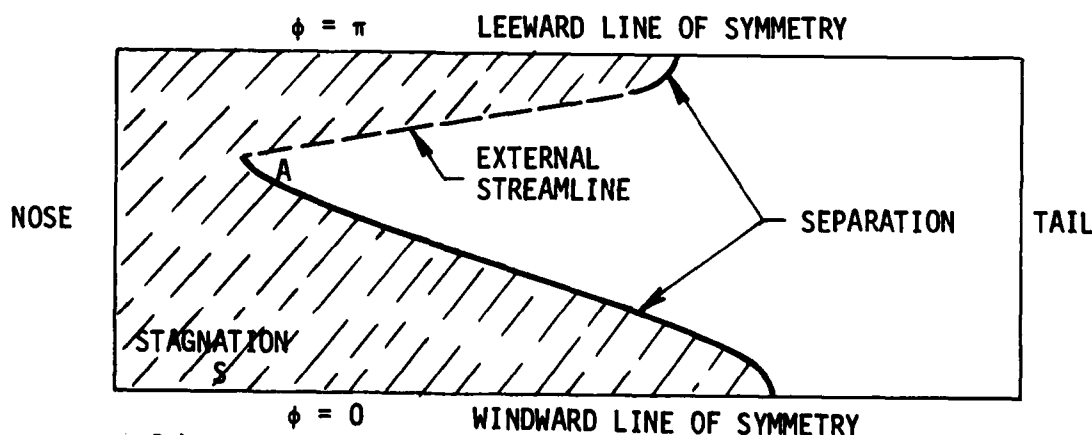 ϕ = π LEEWARD LINE OF SYMMETRY
A
EXTERNAL
STREAMLINE
NOSE
SEPARATION
TAIL
STAGNATION
S
ϕ = 0 WINDWARD LINE OF SYMMETRY